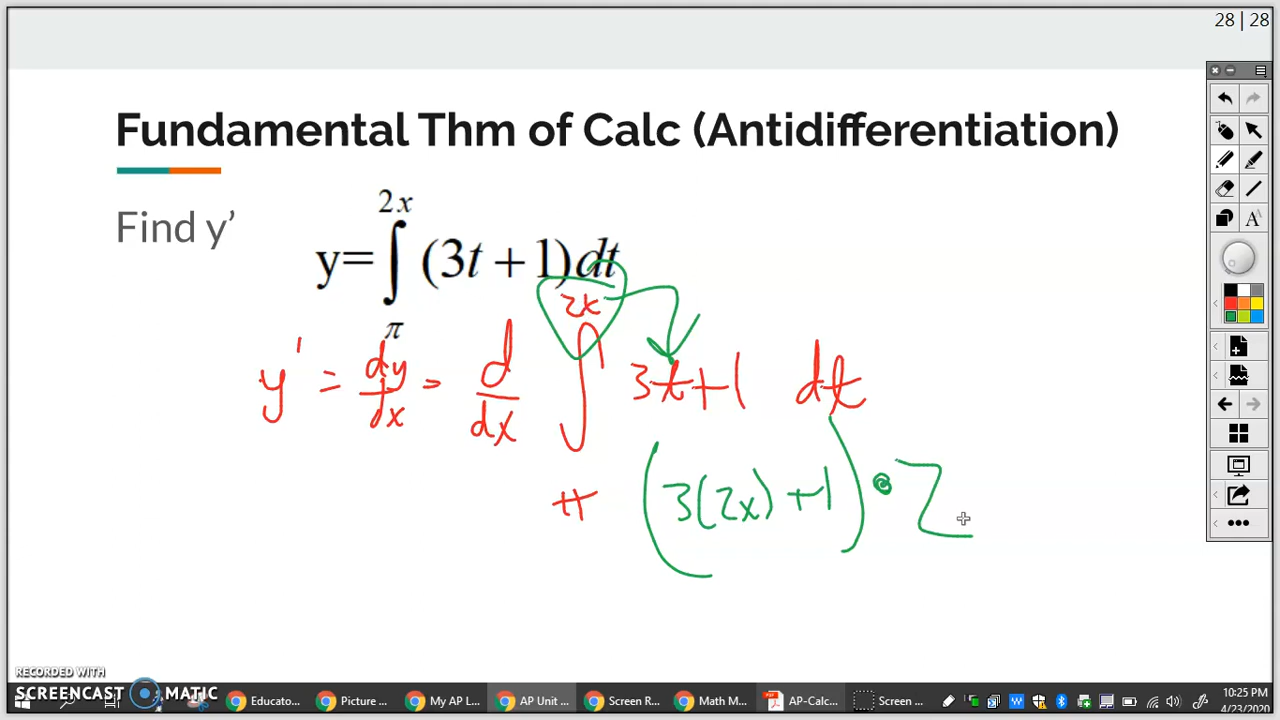 28 | 28
Fundamental Thm of Calc (Antidifferentiation)
Find y’
y=∫_π^{2x} (3t + 1)dt
y' = dy/dx = d/dx ∫_π^{2x} 3t+1 dt
(3(2x)+1) • 2
A
RECORDED WITH
SCREENCAST MATIC
Educato...
Picture ...
My AP L...
AP Unit ...
Screen R...
Math M...
AP-Calc...
Screen ...
10:25 PM
4/23/2020